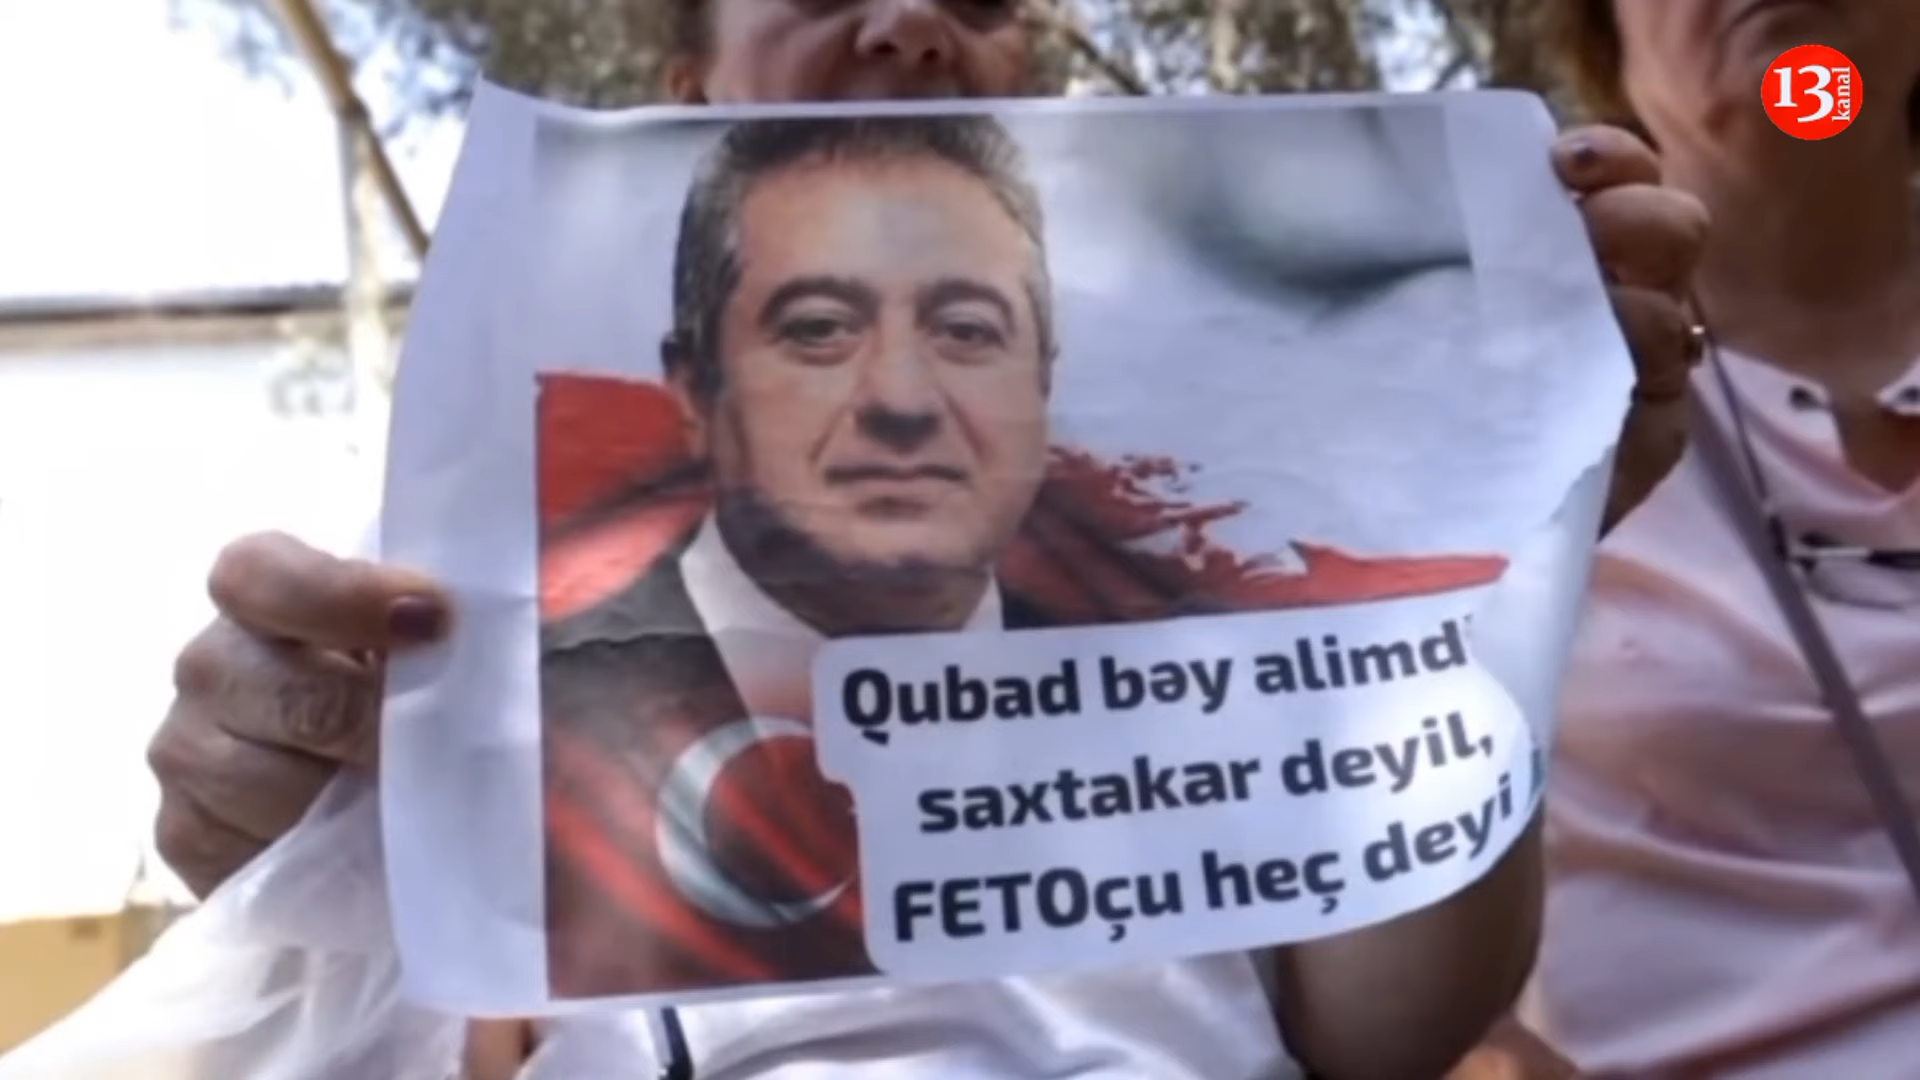 13
kanal
Qubad bəy alimdi
saxtakar deyil,
FETOçu heç deyi